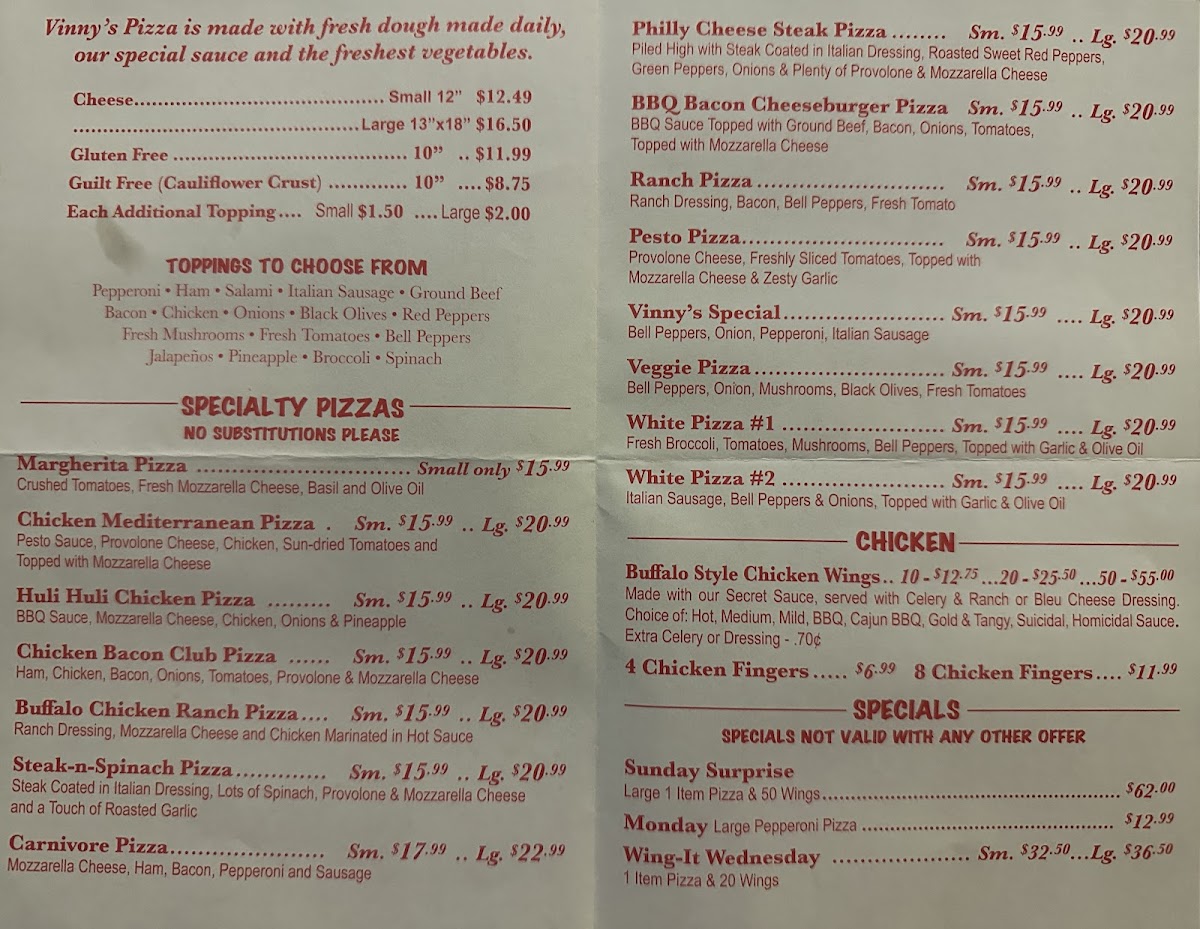 Vinny's Pizza is made with fresh dough made daily,
our special sauce and the freshest vegetables.
Cheese........................................... Small 12" $12.49
.................................................Large 13"x18" $16.50
Gluten Free ..................................... 10" .. $11.99
Guilt Free (Cauliflower Crust) ............. 10" ....$8.75
Each Additional Topping.... Small $1.50 ....Large $2.00
TOPPINGS TO CHOOSE FROM
Pepperoni • Ham • Salami • Italian Sausage • Ground Beef
Bacon • Chicken • Onions • Black Olives • Red Peppers
Fresh Mushrooms • Fresh Tomatoes • Bell Peppers
Jalapeños • Pineapple • Broccoli • Spinach
SPECIALTY PIZZAS
NO SUBSTITUTIONS PLEASE
Margherita Pizza .................................. Small only $15.99
Crushed Tomatoes, Fresh Mozzarella Cheese, Basil and Olive Oil
Chicken Mediterranean Pizza . Sm. $15.99 .. Lg. $20.99
Pesto Sauce, Provolone Cheese, Chicken, Sun-dried Tomatoes and
Topped with Mozzarella Cheese
Huli Huli Chicken Pizza ......... Sm. $15.99 .. Lg. $20.99
BBQ Sauce, Mozzarella Cheese, Chicken, Onions & Pineapple
Chicken Bacon Club Pizza ...... Sm. $15.99 .. Lg. $20.99
Ham, Chicken, Bacon, Onions, Tomatoes, Provolone & Mozzarella Cheese
Buffalo Chicken Ranch Pizza.... Sm. $15.99 .. Lg. $20.99
Ranch Dressing, Mozzarella Cheese and Chicken Marinated in Hot Sauce
Steak-n-Spinach Pizza............. Sm. $15.99 .. Lg. $20.99
Steak Coated in Italian Dressing, Lots of Spinach, Provolone & Mozzarella Cheese
and a Touch of Roasted Garlic
Carnivore Pizza...................... Sm. $17.99 .. Lg. $22.99
Mozzarella Cheese, Ham, Bacon, Pepperoni and Sausage
Philly Cheese Steak Pizza ........ Sm. $15.99 .. Lg. $20.99
Piled High with Steak Coated in Italian Dressing, Roasted Sweet Red Peppers,
Green Peppers, Onions & Plenty of Provolone & Mozzarella Cheese
BBQ Bacon Cheeseburger Pizza Sm. $15.99 .. Lg. $20.99
BBQ Sauce Topped with Ground Beef, Bacon, Onions, Tomatoes,
Topped with Mozzarella Cheese
Ranch Pizza........................... Sm. $15.99 .. Lg. $20.99
Ranch Dressing, Bacon, Bell Peppers, Fresh Tomato
Pesto Pizza............................. Sm. $15.99 .. Lg. $20.99
Provolone Cheese, Freshly Sliced Tomatoes, Topped with
Mozzarella Cheese & Zesty Garlic
Vinny's Special....................... Sm. $15.99 .... Lg. $20.99
Bell Peppers, Onion, Pepperoni, Italian Sausage
Veggie Pizza........................... Sm. $15.99 .... Lg. $20.99
Bell Peppers, Onion, Mushrooms, Black Olives, Fresh Tomatoes
White Pizza #1 ....................... Sm. $15.99 .... Lg. $20.99
Fresh Broccoli, Tomatoes, Mushrooms, Bell Peppers, Topped with Garlic & Olive Oil
White Pizza #2 ....................... Sm. $15.99 .... Lg. $20.99
Italian Sausage, Bell Peppers & Onions, Topped with Garlic & Olive Oil
CHICKEN
Buffalo Style Chicken Wings.. 10 - $12.75 ...20 - $25.50 ...50 - $55.00
Made with our Secret Sauce, served with Celery & Ranch or Bleu Cheese Dressing.
Choice of: Hot, Medium, Mild, BBQ, Cajun BBQ, Gold & Tangy, Suicidal, Homicidal Sauce.
Extra Celery or Dressing - .70¢
4 Chicken Fingers..... $6.99 8 Chicken Fingers.... $11.99
SPECIALS
SPECIALS NOT VALID WITH ANY OTHER OFFER
Sunday Surprise
Large 1 Item Pizza & 50 Wings.................................................... $62.00
Monday Large Pepperoni Pizza ............................................ $12.99
Wing-It Wednesday .................... Sm. $32.50...Lg. $36.50
1 Item Pizza & 20 Wings